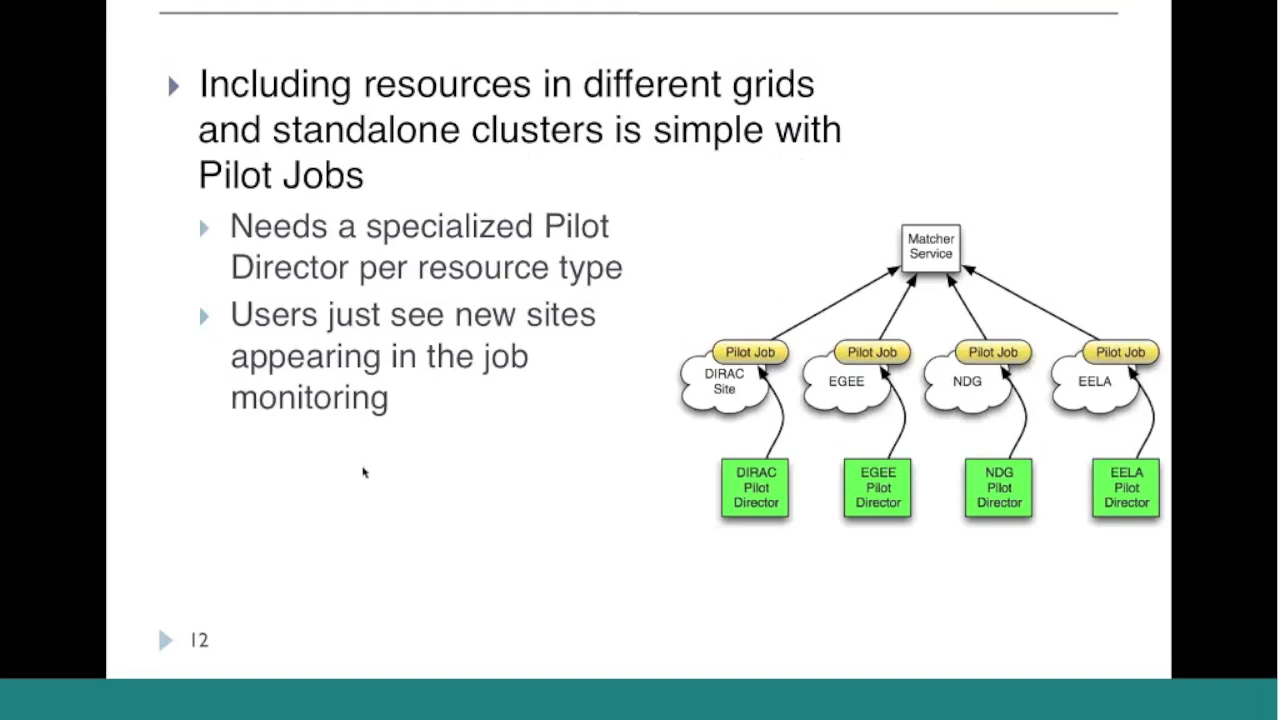 Including resources in different grids
and standalone clusters is simple with
Pilot Jobs
Needs a specialized Pilot
Director per resource type
Users just see new sites
appearing in the job
monitoring
Matcher
Service
Pilot Job
Pilot Job
Pilot Job
Pilot Job
DIRAC
Site
EGEE
NDG
EELA
DIRAC
Pilot
Director
EGEE
Pilot
Director
NDG
Pilot
Director
EELA
Pilot
Director
12